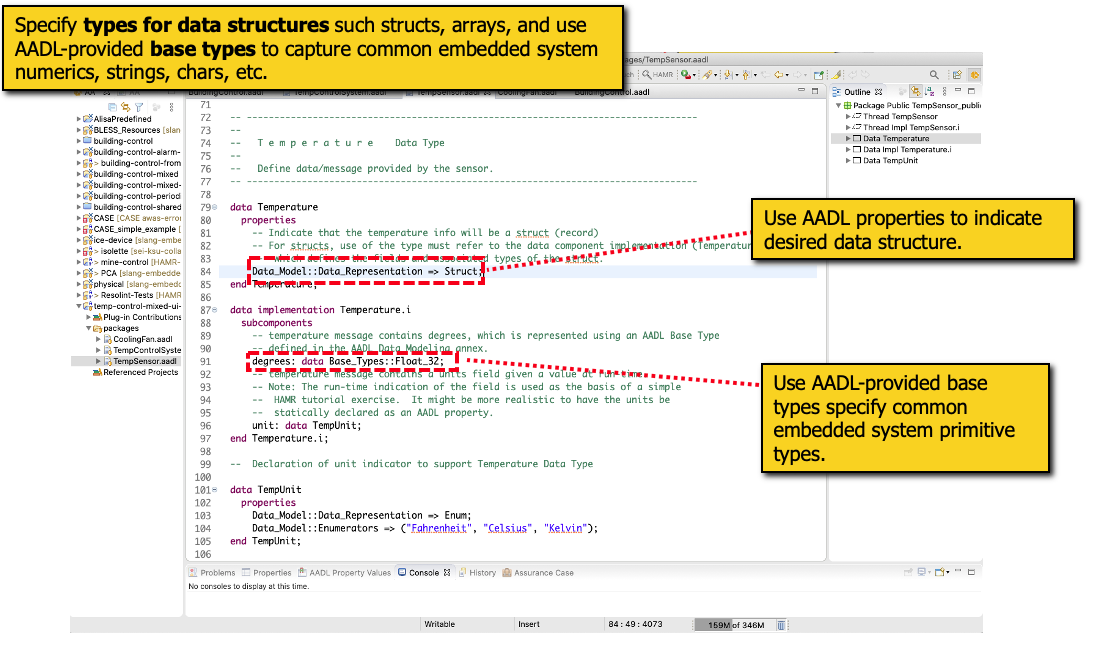 Specify types for data structures such structs, arrays, and use
AADL-provided base types to capture common embedded system
numerics, strings, chars, etc.
ages/TempSensor.aadl
HAMR
BuildingControl.aadl TempControlSystem.aadl TempSensor.aadl CoolingFan.aadl BuildingControl.aadl
Outline
AlisaPredefined
BLESS_Resources [slang
building-control
building-control-alarm-
> building-control-from
building-control-mixed
building-control-mixed-
building-control-periodi
building-control-shared
CASE [CASE awas-error
CASE_simple_example [
ice-device [slang-embe
> isolette [sei-ksu-collab
> mine-control [HAMR-
> PCA [slang-embedde
physical [slang-embedd
> Resolint-Tests [HAMR
temp-control-mixed-ui-
Plug-in Contributions
packages
CoolingFan.aadl
TempControlSyste
TempSensor.aadl
Referenced Projects
71
72 -- ---------------------------------------------------------------------------
73 --
74 -- T e m p e r a t u r e Data Type
75 --
76 -- Define data/message provided by the sensor.
77 -- ---------------------------------------------------------------------------
78
79 data Temperature
80 properties
81 -- Indicate that the temperature info will be a struct (record)
82 -- For structs, use of the type must refer to the data component implementation (Temperatu
83 -- which defines the fields and associated types of the struct.
84 Data_Model::Data_Representation => Struct;
85 end Temperature;
86
87 data implementation Temperature.i
88 subcomponents
89 -- temperature message contains degrees, which is represented using an AADL Base Type
90 -- defined in the AADL Data Modeling annex.
91 degrees: data Base_Types::Float_32;
92 -- temperature message contains a units field given a value at run-time
93 -- Note: The run-time indication of the field is used as the basis of a simple
94 -- HAMR tutorial exercise. It might be more realistic to have the units be
95 -- statically declared as an AADL property.
96 unit: data TempUnit;
97 end Temperature.i;
98
99 -- Declaration of unit indicator to support Temperature Data Type
100
101 data TempUnit
102 properties
103 Data_Model::Data_Representation => Enum;
104 Data_Model::Enumerators => ("Fahrenheit", "Celsius", "Kelvin");
105 end TempUnit;
106
Package Public TempSensor_public
Thread TempSensor
Thread Impl TempSensor.i
Data Temperature
Data Impl Temperature.i
Data TempUnit
Use AADL properties to indicate
desired data structure.
Use AADL-provided base
types specify common
embedded system primitive
types.
Problems Properties AADL Property Values Console History Assurance Case
No consoles to display at this time.
Writable Insert 84 : 49 : 4073 159M of 346M